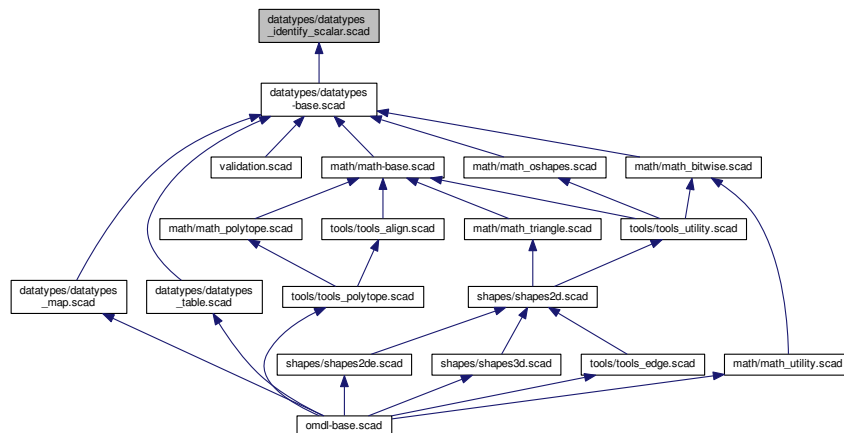 datatypes/datatypes
_identify_scalar.scad
datatypes/datatypes
-base.scad
validation.scad
math/math-base.scad
math/math_oshapes.scad
math/math_bitwise.scad
math/math_polytope.scad
tools/tools_align.scad
math/math_triangle.scad
tools/tools_utility.scad
datatypes/datatypes
_map.scad
datatypes/datatypes
_table.scad
tools/tools_polytope.scad
shapes/shapes2d.scad
shapes/shapes2de.scad
shapes/shapes3d.scad
tools/tools_edge.scad
math/math_utility.scad
omdl-base.scad